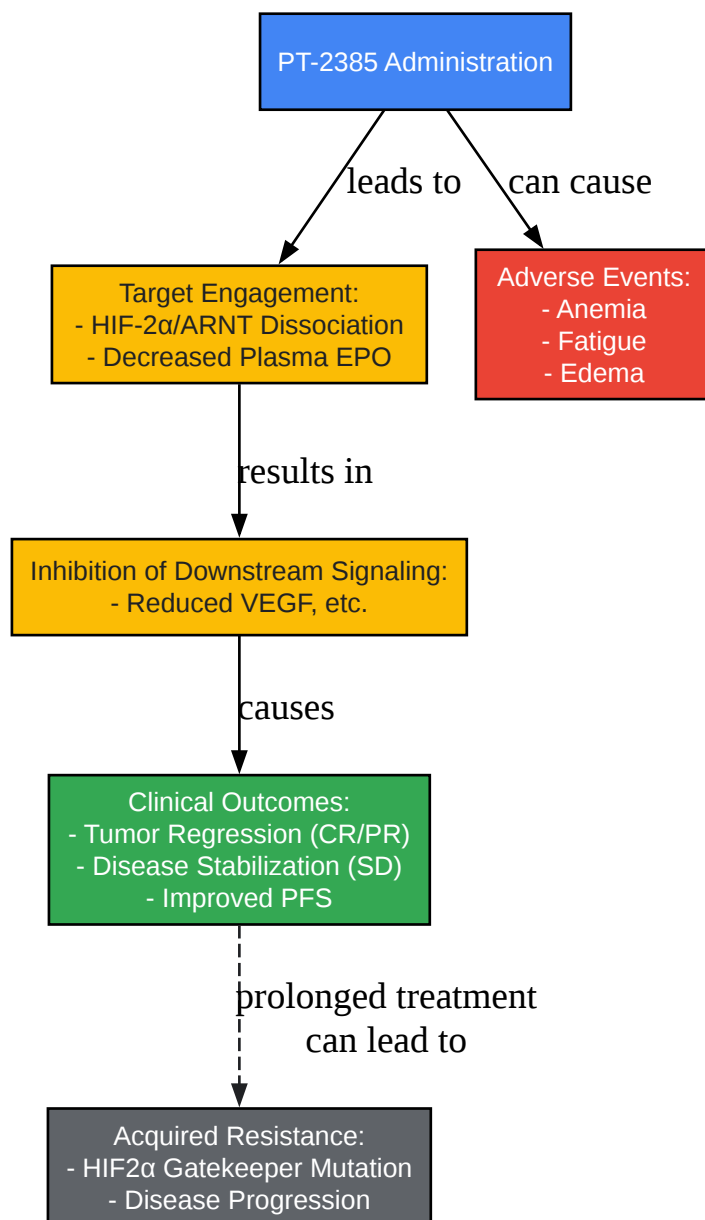 PT-2385 Administration
leads to
can cause
Target Engagement:
- HIF-2α/ARNT Dissociation
- Decreased Plasma EPO
Adverse Events:
- Anemia
- Fatigue
- Edema
results in
Inhibition of Downstream Signaling:
- Reduced VEGF, etc.
causes
Clinical Outcomes:
- Tumor Regression (CR/PR)
- Disease Stabilization (SD)
- Improved PFS
prolonged treatment
can lead to
Acquired Resistance:
- HIF2α Gatekeeper Mutation
- Disease Progression